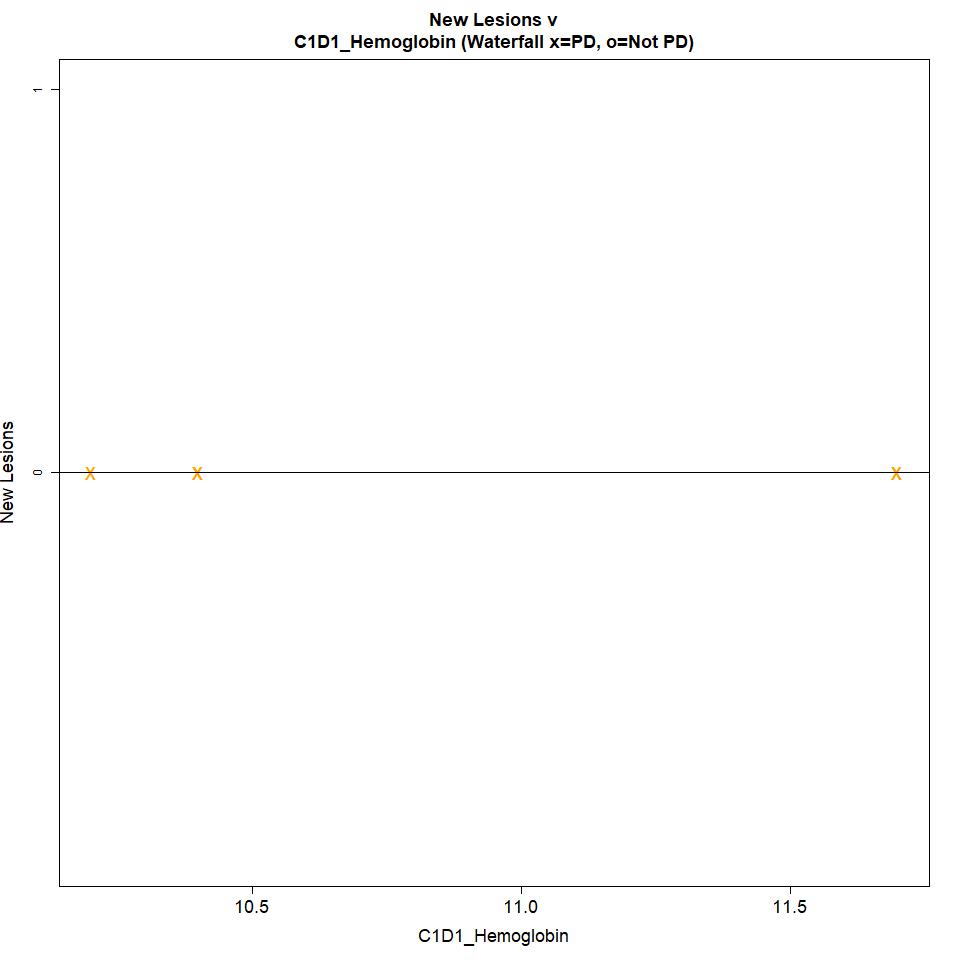 New Lesions v
C1D1_Hemoglobin (Waterfall x=PD, o=Not PD)
1
New Lesions
0
x x x
10.5 11.0 11.5
C1D1_Hemoglobin